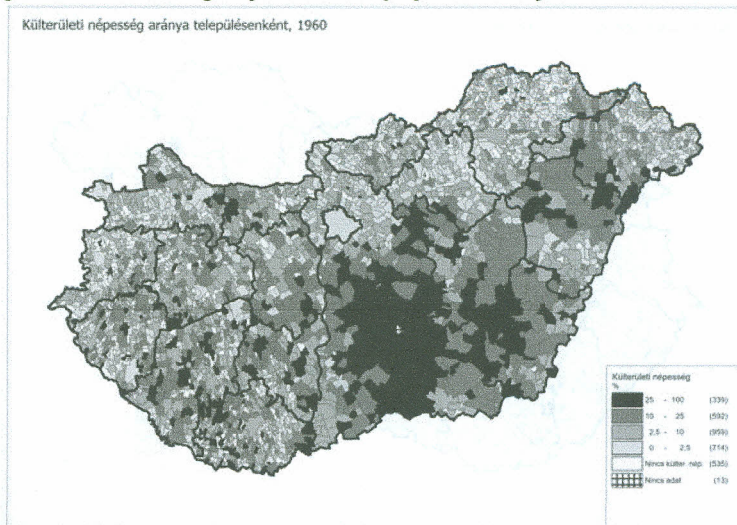 Külterületi népesség aránya településenként, 1960
Külterületi népesség
%
25 - 100 (339)
10 - 25 (592)
2,5 - 10 (959)
0 - 2,5 (714)
Nincs külter. nép. (535)
Nincs adat (13)